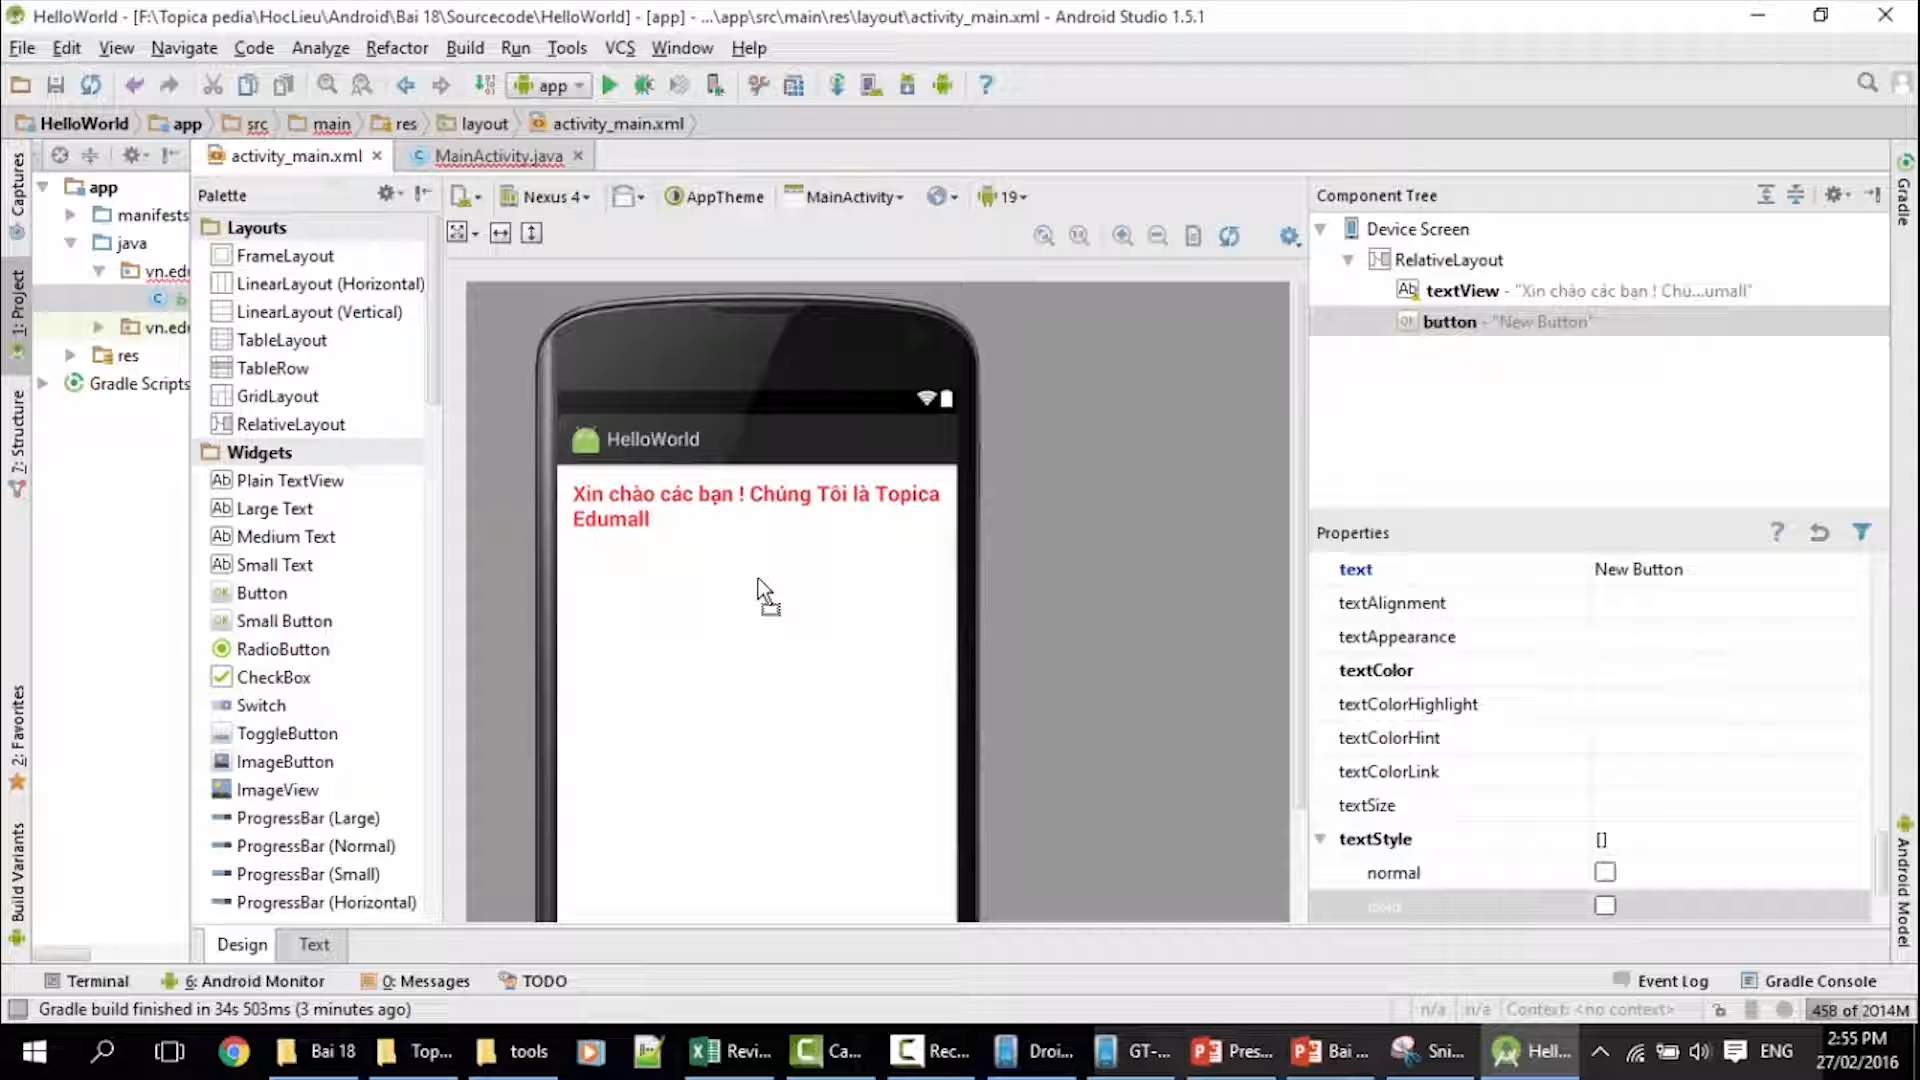 HelloWorld - [F:\Topica pedia\HocLieu\Android\Bai 18\Sourcecode\HelloWorld] - [app] - ...\app\src\main\res\layout\activity_main.xml - Android Studio 1.5.1
File Edit View Navigate Code Analyze Refactor Build Run Tools VCS Window Help
app
HelloWorld app src main res layout activity_main.xml
activity_main.xml MainActivity.java
Captures
1: Project
7: Structure
2: Favorites
Build Variants
app
manifests
java
vn.edu
vn.edu
res
Gradle Scripts
Palette
Layouts
FrameLayout
LinearLayout (Horizontal)
LinearLayout (Vertical)
TableLayout
TableRow
GridLayout
RelativeLayout
Widgets
Plain TextView
Large Text
Medium Text
Small Text
Button
Small Button
RadioButton
CheckBox
Switch
ToggleButton
ImageButton
ImageView
ProgressBar (Large)
ProgressBar (Normal)
ProgressBar (Small)
ProgressBar (Horizontal)
Nexus 4 AppTheme MainActivity 19
HelloWorld
Xin chào các bạn ! Chúng Tôi là Topica
Edumall
Component Tree
Device Screen
RelativeLayout
textView - "Xin chào các bạn ! Chú...umall"
button - "New Button"
Properties
text New Button
textAlignment
textAppearance
textColor
textColorHighlight
textColorHint
textColorLink
textSize
textStyle []
normal
Gradle
Android Model
Design Text
Terminal 6: Android Monitor 0: Messages TODO Event Log Gradle Console
Gradle build finished in 34s 503ms (3 minutes ago) n/a n/a Context: <no context> 458 of 2014M
Bai 18 Top... tools Revi... Ca... Rec... Droi... GT-... Pres... Bai ... Sni... Hell... ENG
2:55 PM
27/02/2016